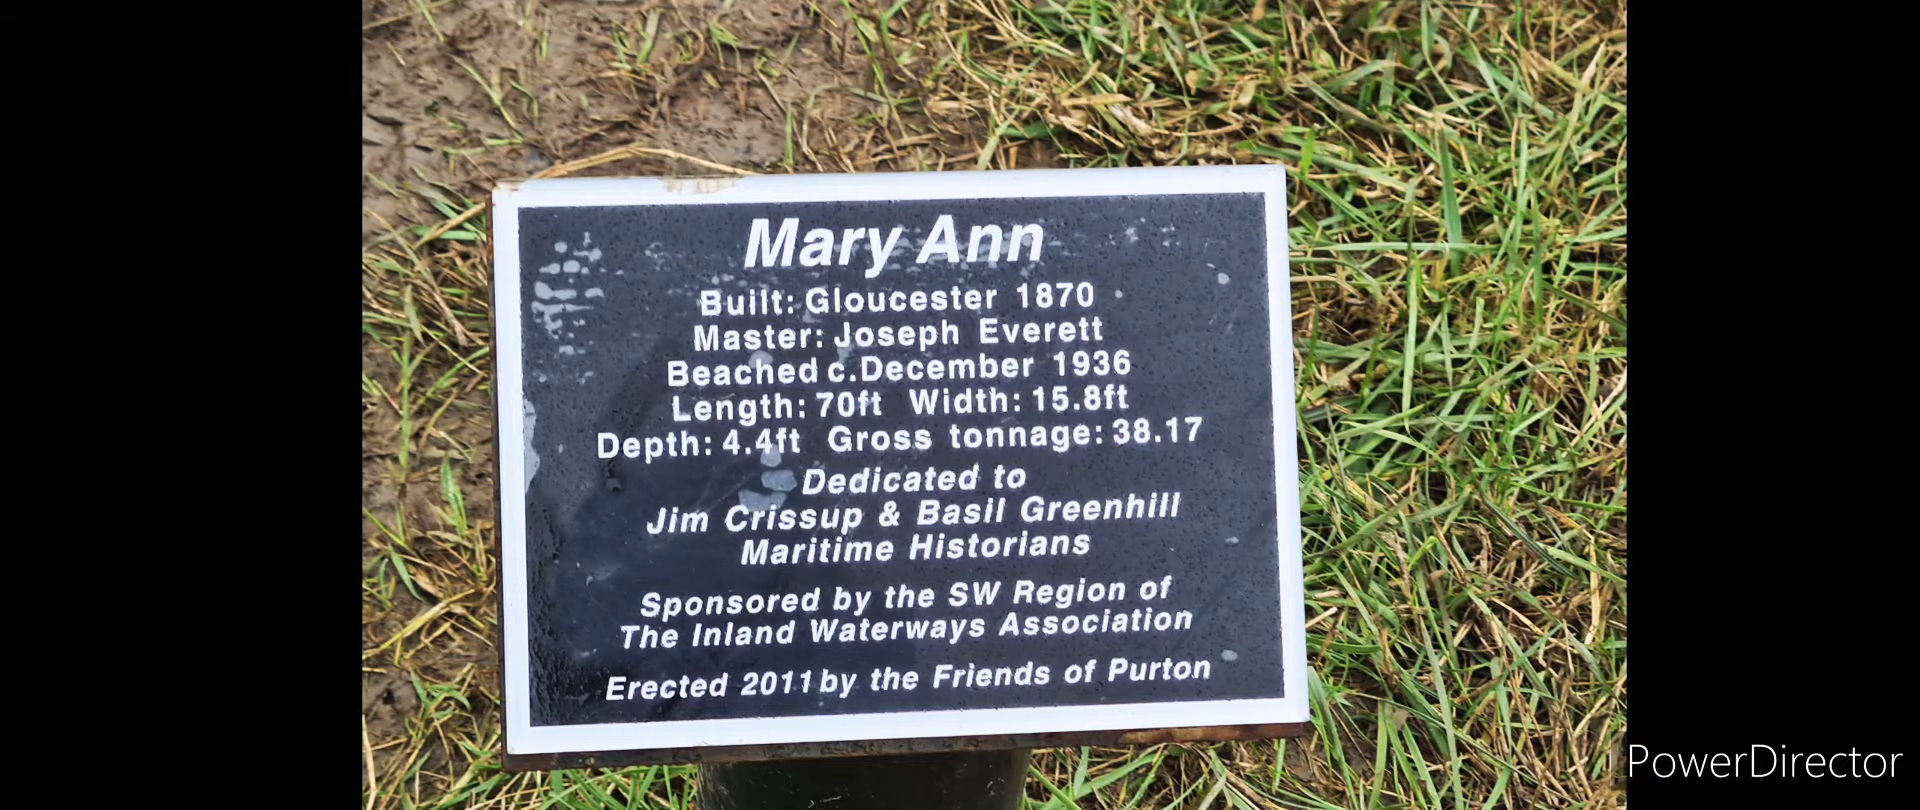 Mary Ann
Built: Gloucester 1870
Master: Joseph Everett
Beached c.December 1936
Length: 70ft Width: 15.8ft
Depth: 4.4ft Gross tonnage: 38.17
Dedicated to
Jim Crissup & Basil Greenhill
Maritime Historians
Sponsored by the SW Region of
The Inland Waterways Association
Erected 2011 by the Friends of Purton
PowerDirector